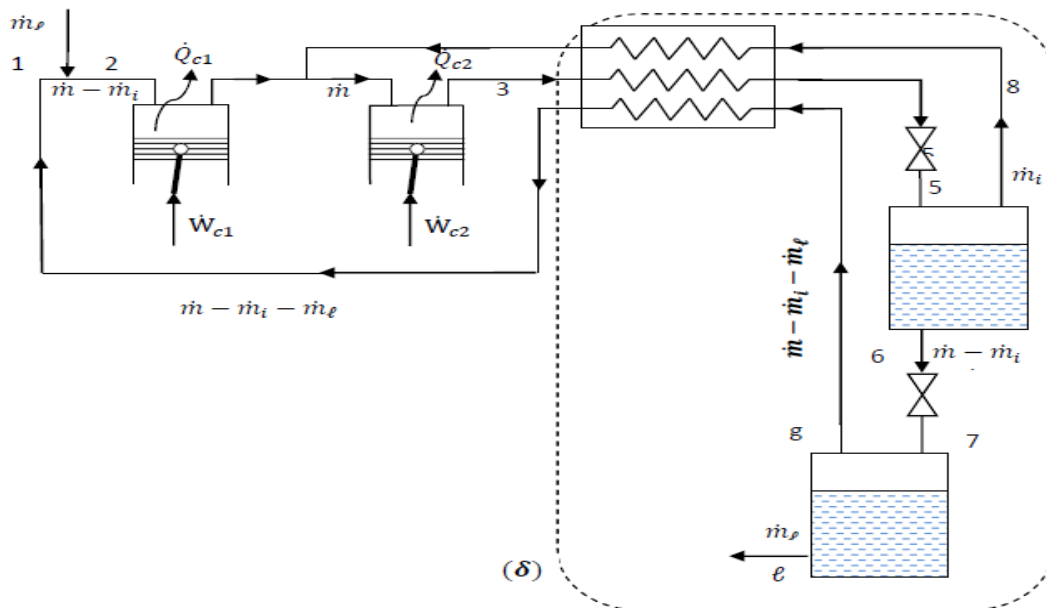 ṁℓ
1
2
Q̇c1
ṁ − ṁi
ṁ
Q̇c2
3
8
Ẇc1
Ẇc2
5
ṁi
ṁ − ṁi − ṁℓ
ṁ − ṁi − ṁℓ
6
ṁ − ṁi
g
7
ṁℓ
(δ)
ℓ